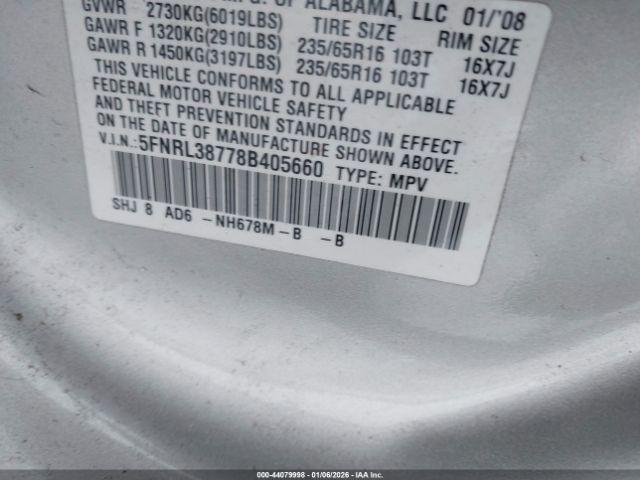 OF ALABAMA, LLC 01/'08
GVWR 2730KG(6019LBS) TIRE SIZE RIM SIZE
GAWR F 1320KG(2910LBS) 235/65R16 103T 16X7J
GAWR R 1450KG(3197LBS) 235/65R16 103T 16X7J
THIS VEHICLE CONFORMS TO ALL APPLICABLE
FEDERAL MOTOR VEHICLE SAFETY
AND THEFT PREVENTION STANDARDS IN EFFECT
ON THE DATE OF MANUFACTURE SHOWN ABOVE.
V.I.N.: 5FNRL38778B405660 TYPE: MPV
SHJ 8 AD6 -NH678M-B -B
000-44079998 - 01/06/2026 - IAA Inc.